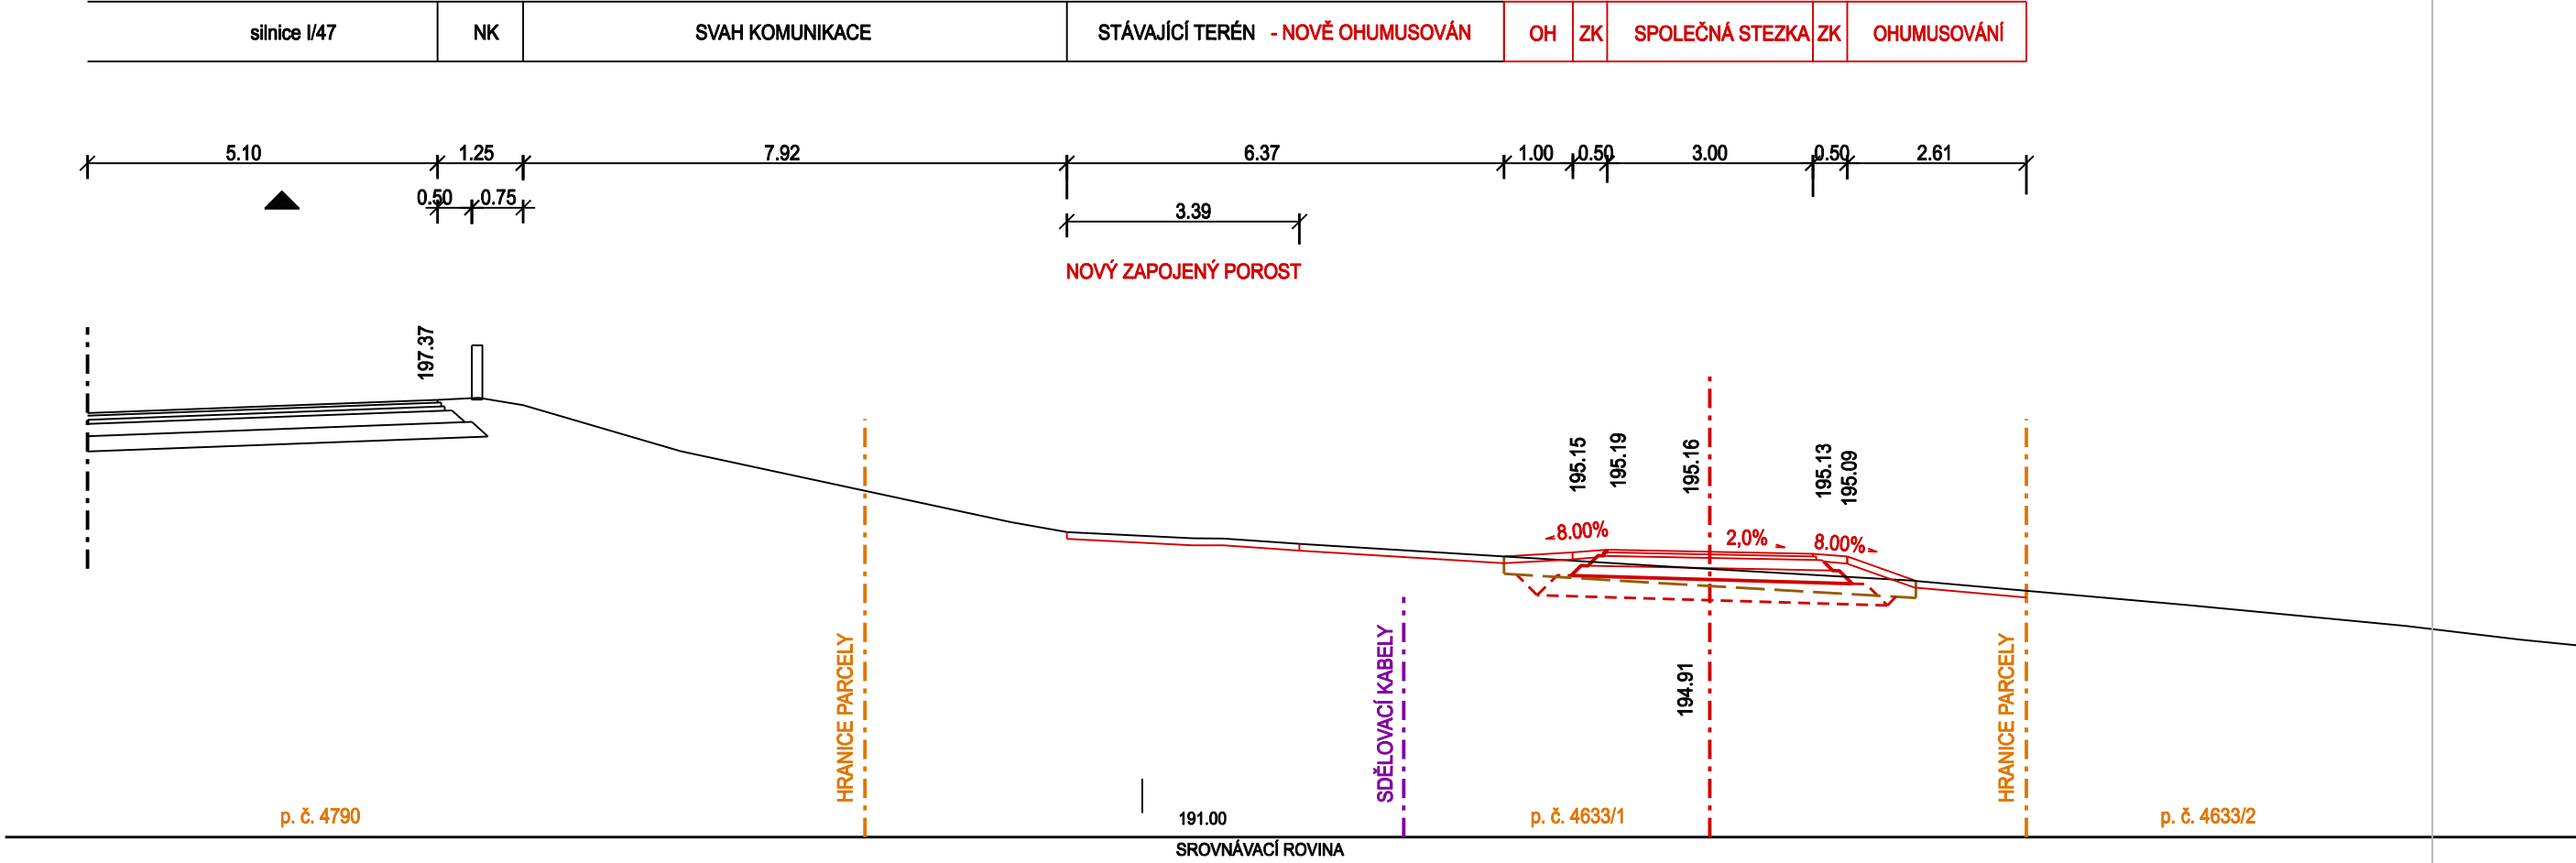 silnice I/47 NK SVAH KOMUNIKACE STÁVAJÍCÍ TERÉN - NOVĚ OHUMUSOVÁN OH ZK SPOLEČNÁ STEZKA ZK OHUMUSOVÁNÍ
5.10 1.25 7.92 6.37 1.00 0.50 3.00 0.50 2.61
0.50 0.75
3.39
NOVÝ ZAPOJENÝ POROST
197.37
195.15
195.19
195.16
195.13
195.09
8.00%
2,0%
8.00%
HRANICE PARCELY
SDĚLOVACÍ KABELY
194.91
HRANICE PARCELY
p. č. 4790
191.00
p. č. 4633/1
p. č. 4633/2
SROVNÁVACÍ ROVINA